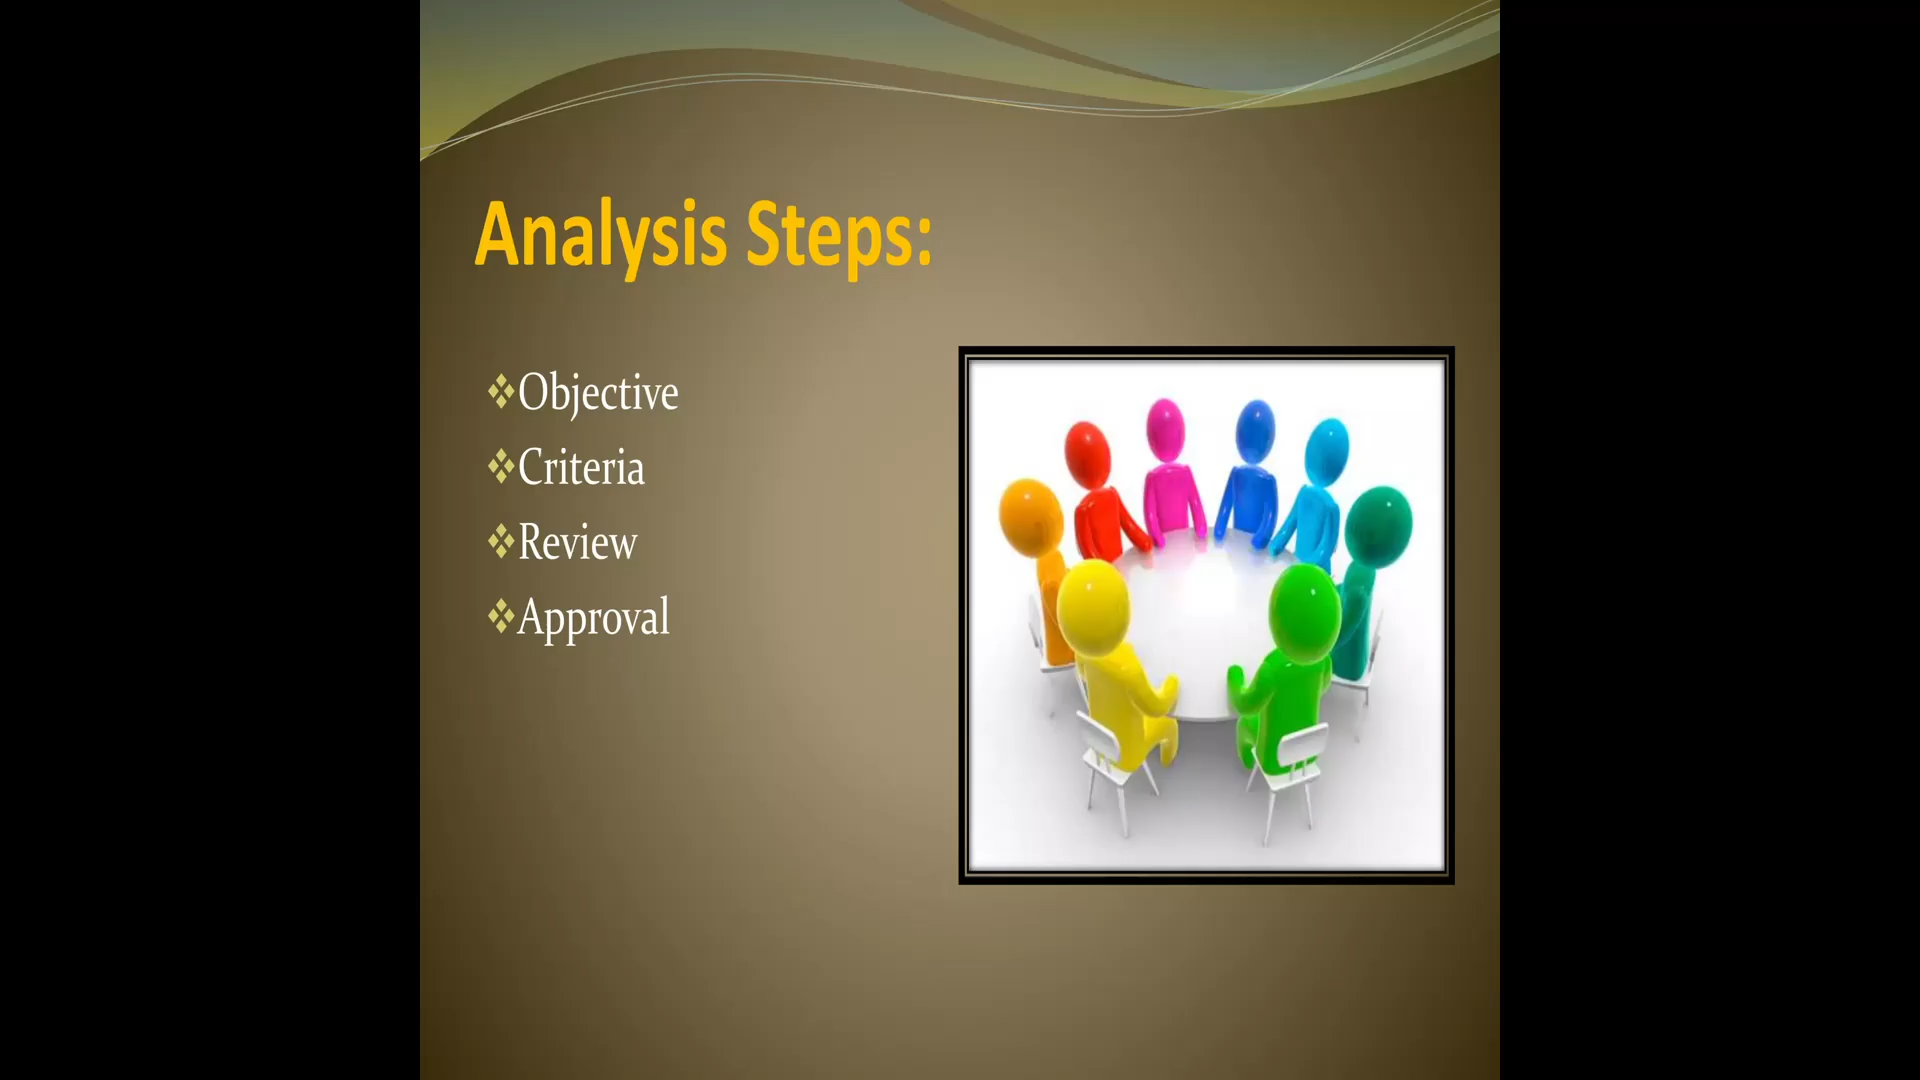 Analysis Steps:
Objective
Criteria
Review
Approval